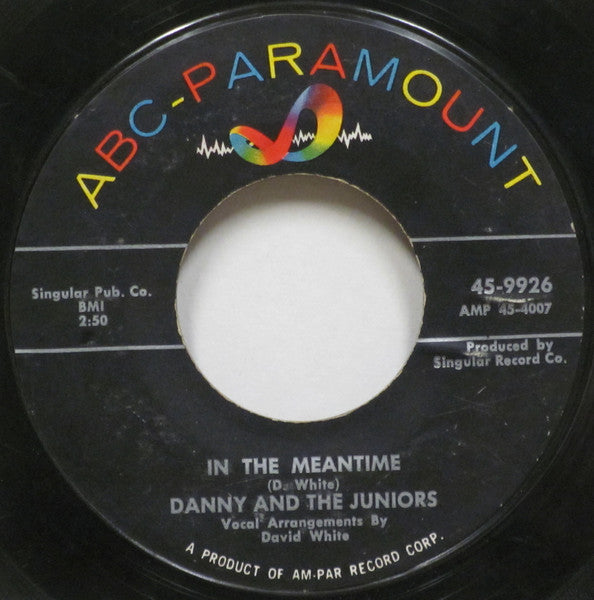 ABC-PARAMOUNT
Singular Pub. Co.
BMI
2:50
45-9926
AMP 45-4007
Produced by
Singular Record Co.
IN THE MEANTIME
(D. White)
DANNY AND THE JUNIORS
Vocal Arrangements By
David White
A PRODUCT OF AM-PAR RECORD CORP.